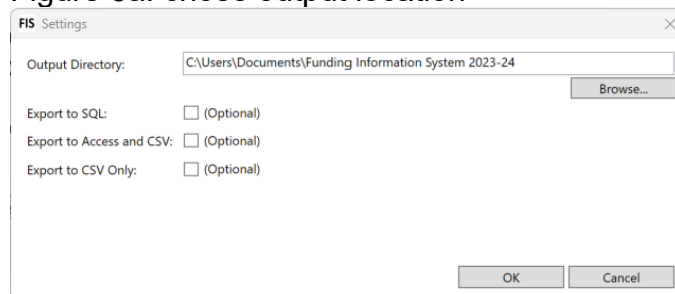 FIS Settings
Output Directory: C:\Users\Documents\Funding Information System 2023-24
Browse...
Export to SQL: (Optional)
Export to Access and CSV: (Optional)
Export to CSV Only: (Optional)
OK Cancel